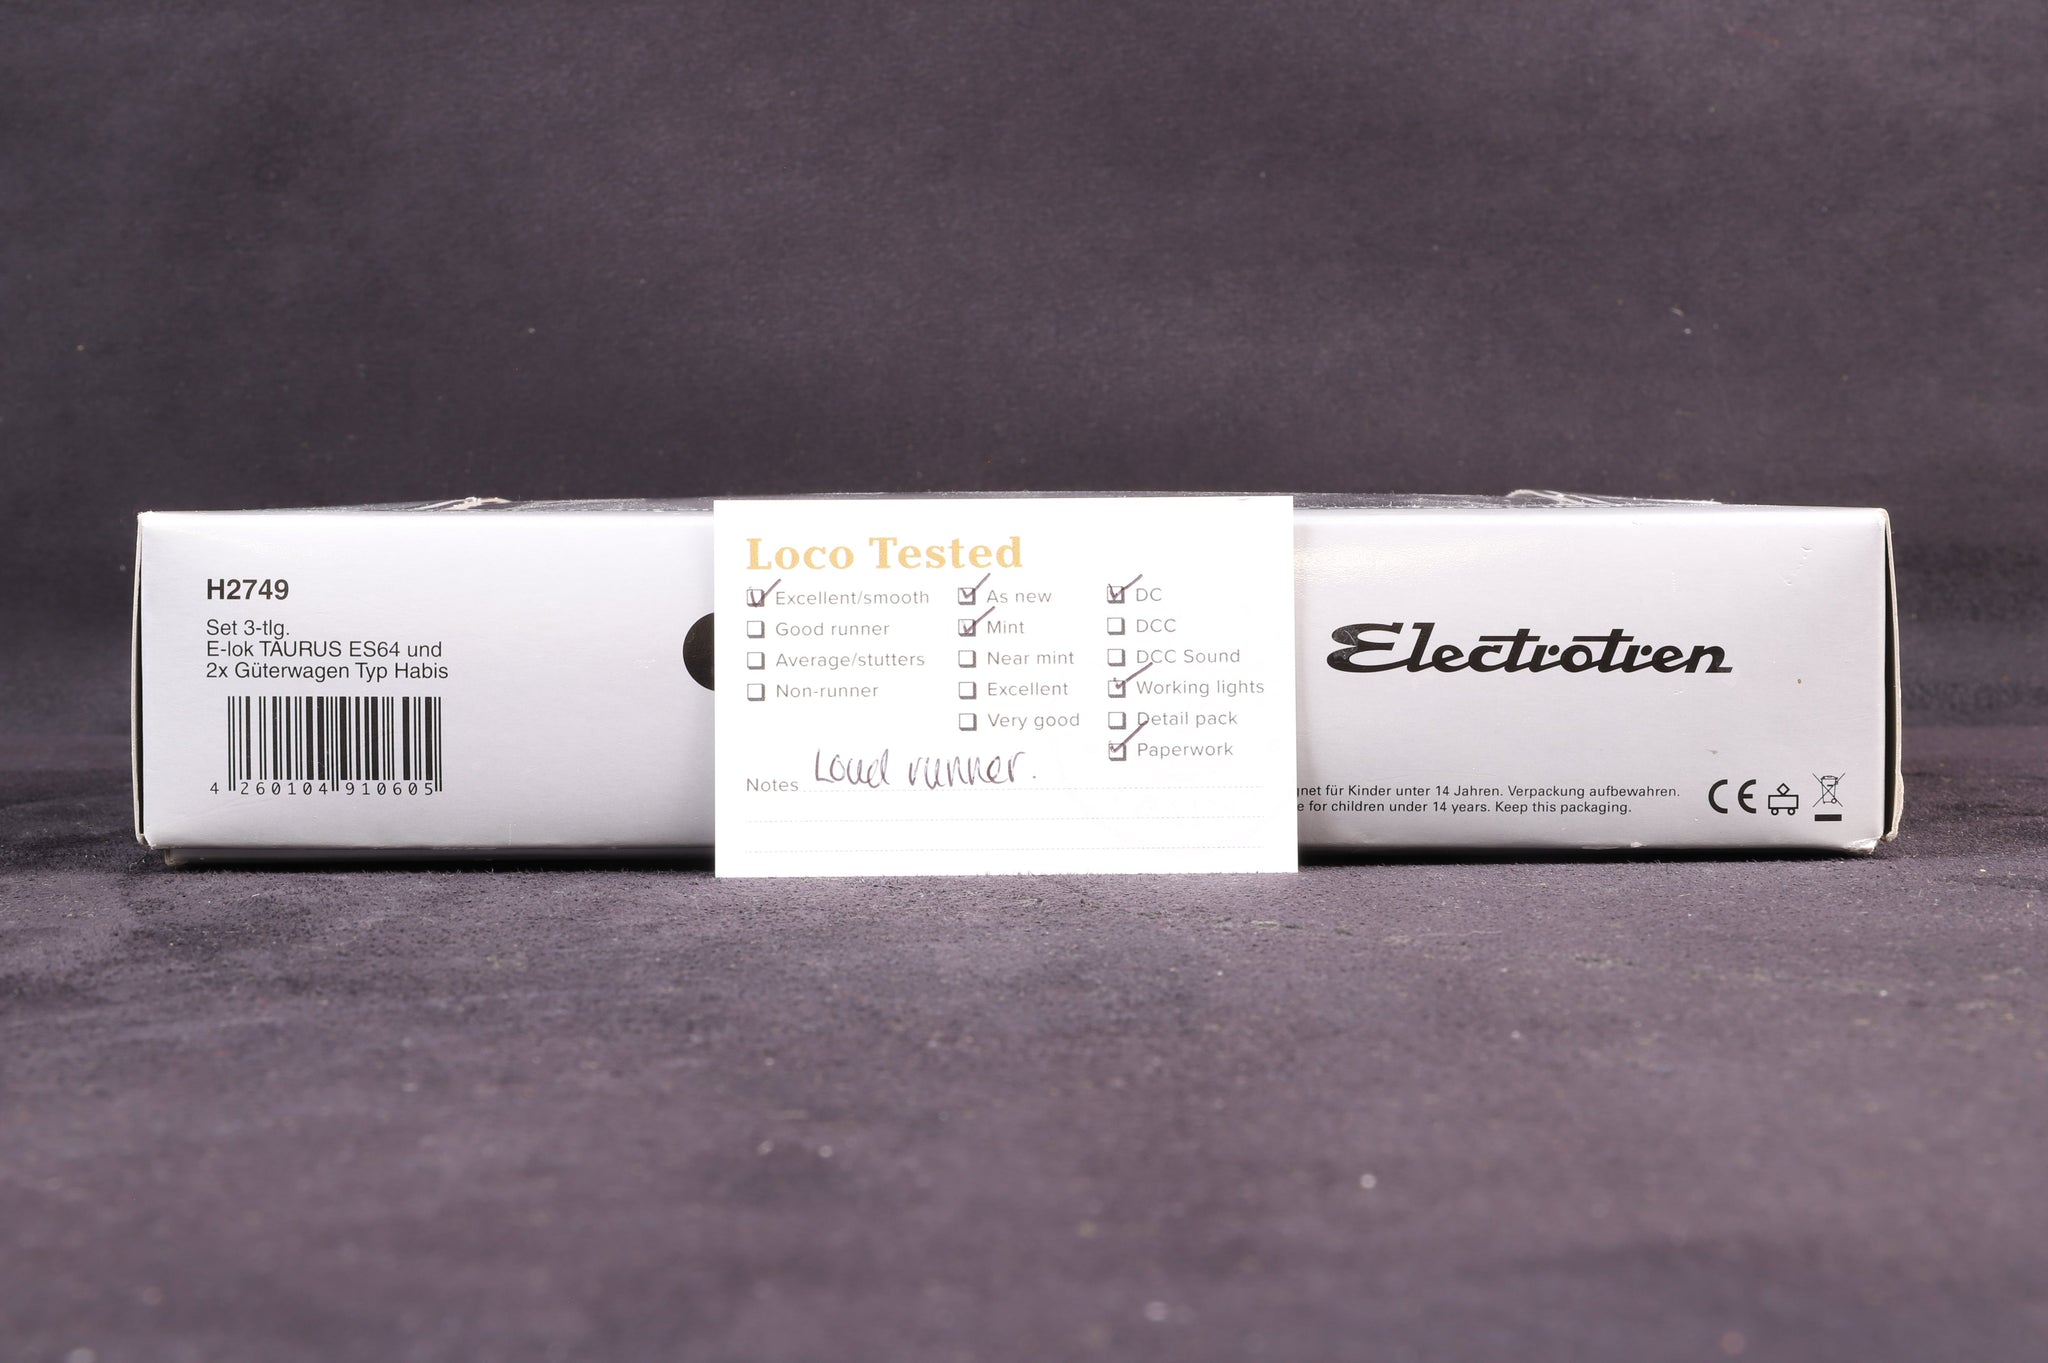 H2749
Set 3-tlg.
E-lok TAURUS ES64 und
2x Güterwagen Typ Habis
4 260104 910605
Loco Tested
Excellent/smooth
Good runner
Average/stutters
Non-runner
As new
Mint
Near mint
Excellent
Very good
DC
DCC
DCC Sound
Working lights
Detail pack
Paperwork
Notes Loud runner.
Electrotren
für Kinder unter 14 Jahren. Verpackung aufbewahren.
for children under 14 years. Keep this packaging.
CE